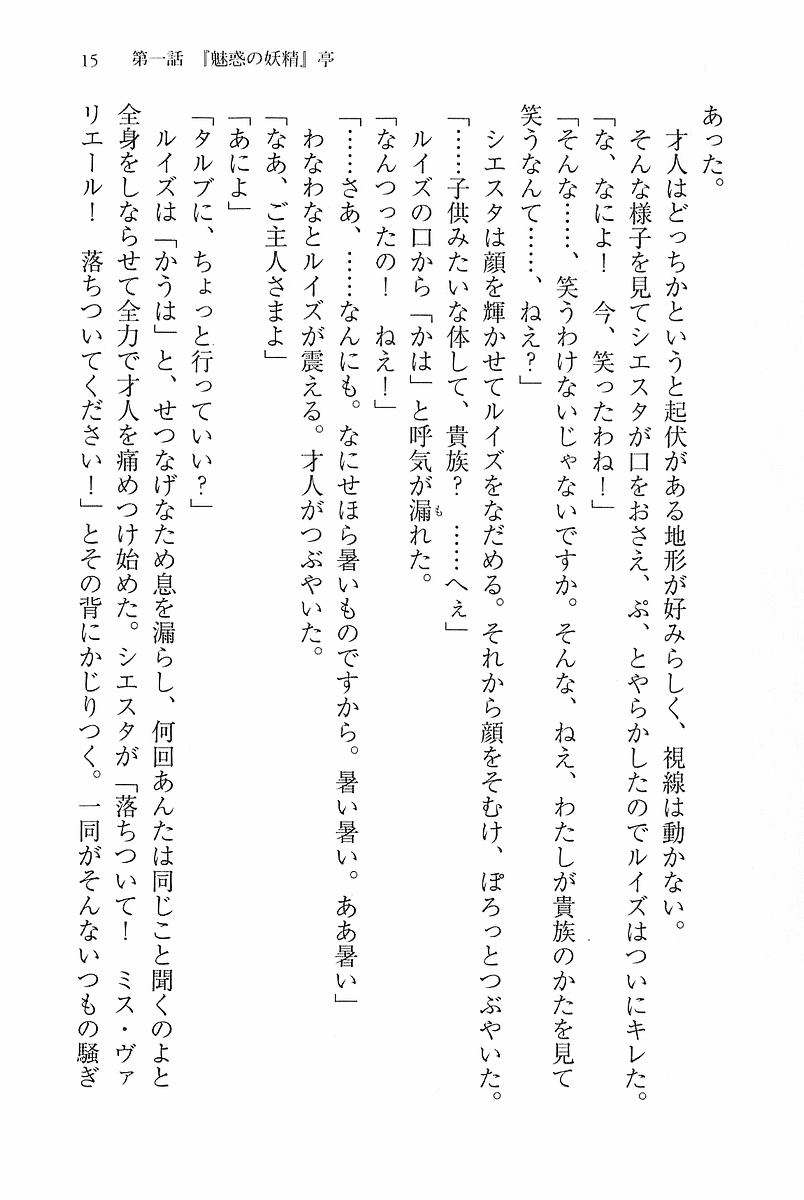 15　第一話　『魅惑の妖精』亭
あった。
　才人はどっちかというと起伏がある地形が好みらしく、視線は動かない。
　そんな様子を見てシエスタが口をおさえ、ぷ、とやらかしたのでルイズはついにキレた。
「な、なによ！　今、笑ったわね！」
「そんな……、笑うわけないじゃないですか。そんな、ねえ、わたしが貴族のかたを見て
笑うなんて……、ねえ？」
　シエスタは顔を輝かせてルイズをなだめる。それから顔をそむけ、ぽろっとつぶやいた。
「……子供みたいな体して、貴族？　……へぇ」
　ルイズの口から「かは」と呼気が漏れた。
「なんつったの！　ねえ！」
「……さあ、……なんにも。なにせほら暑いものですから。暑い暑い。ああ暑い」
　わなわなとルイズが震える。才人がつぶやいた。
「なあ、ご主人さまよ」
「あによ」
「タルブに、ちょっと行っていい？」
　ルイズは「かうは」と、せつなげなため息を漏らし、何回あんたは同じこと聞くのよと
全身をしならせて全力で才人を痛めつけ始めた。シエスタが「落ちついて！　ミス・ヴァ
リエール！　落ちついてください！」とその背にかじりつく。一同がそんないつもの騒ぎ